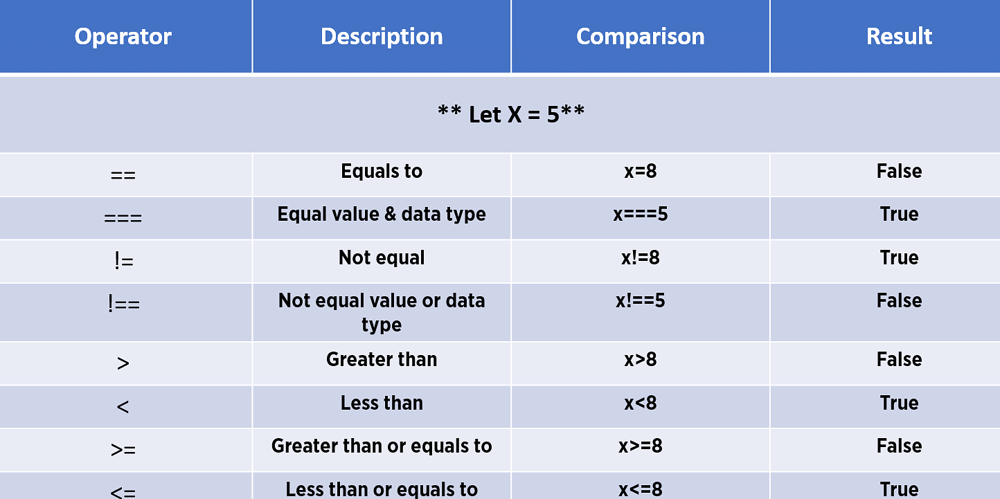 Operator Description Comparison Result
** Let X = 5**
== Equals to x=8 False
=== Equal value & data type x===5 True
!= Not equal x!=8 True
!== Not equal value or data x!==5 False
type
> Greater than x>8 False
< Less than x<8 True
>= Greater than or equals to x>=8 False
<= Less than or equals to x<=8 True